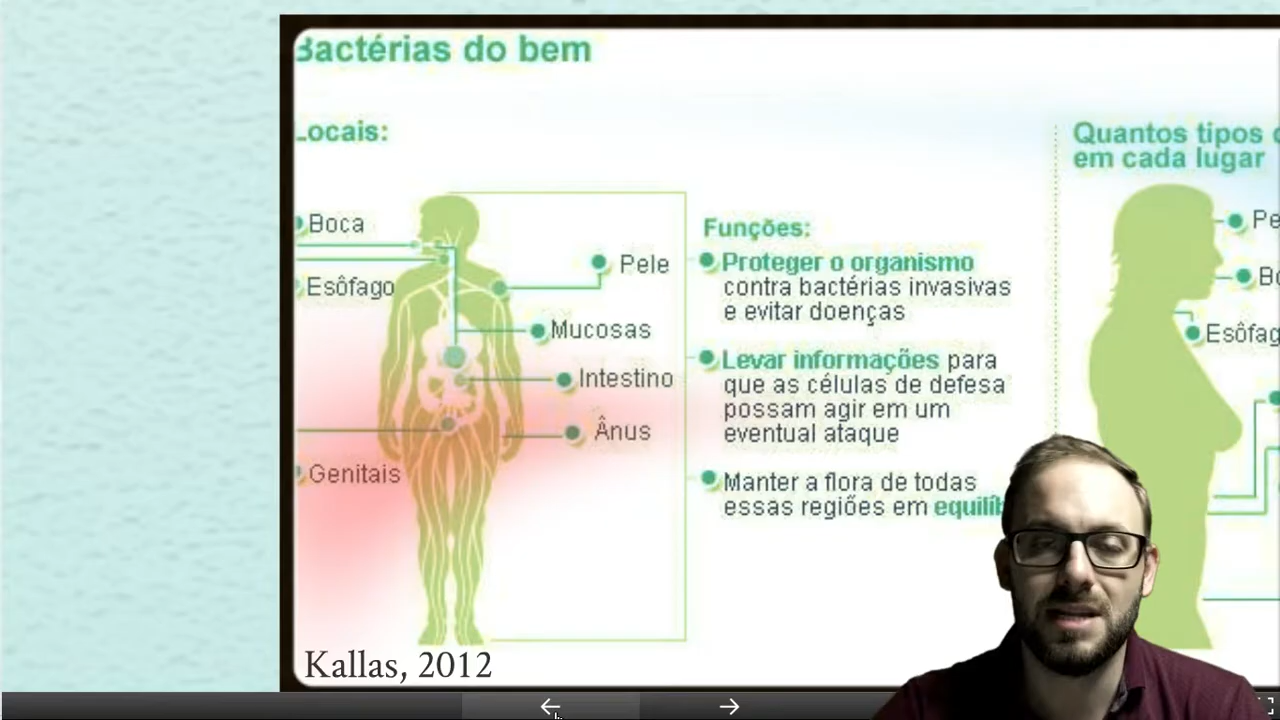 Bactérias do bem
Locais:
Quantos tipos
em cada lugar
Boca
Esôfago
Genitais
Pele
Mucosas
Intestino
Ânus
Funções:
Proteger o organismo
contra bactérias invasivas
e evitar doenças
Levar informações para
que as células de defesa
possam agir em um
eventual ataque
Manter a flora de todas
essas regiões em
Kallas, 2012